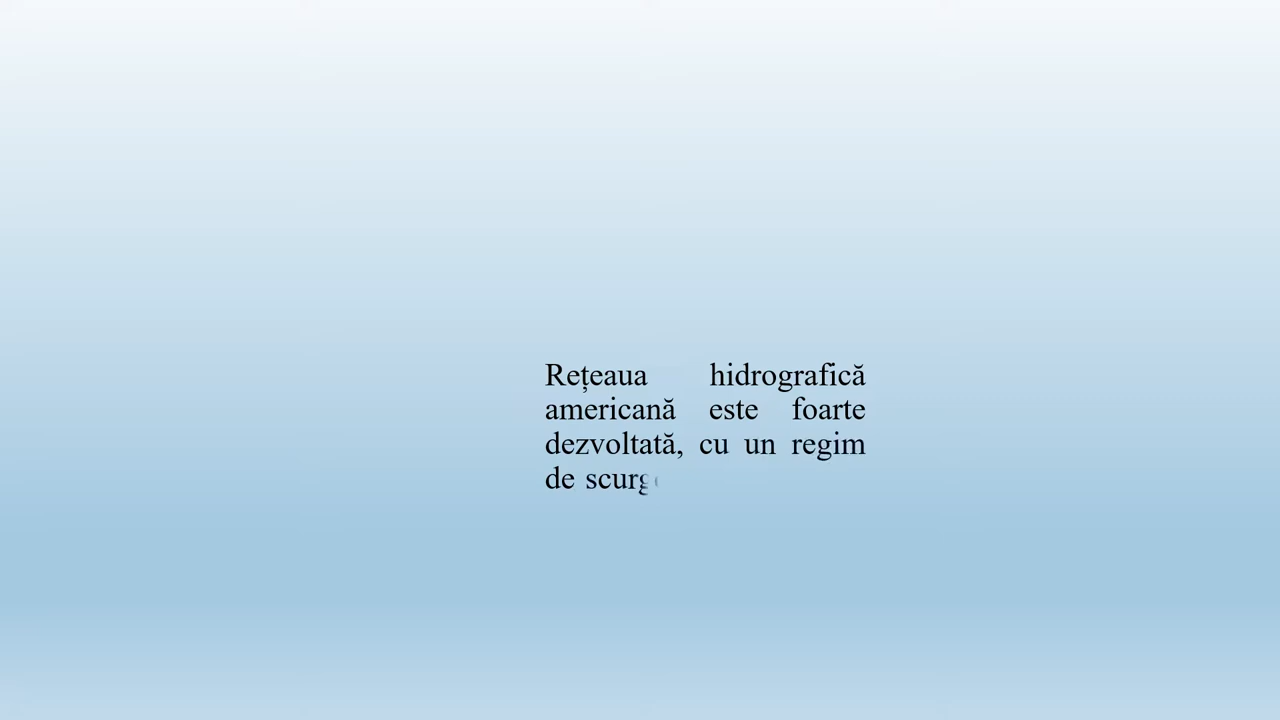 Rețeaua hidrografică
americană este foarte
dezvoltată, cu un regim
de